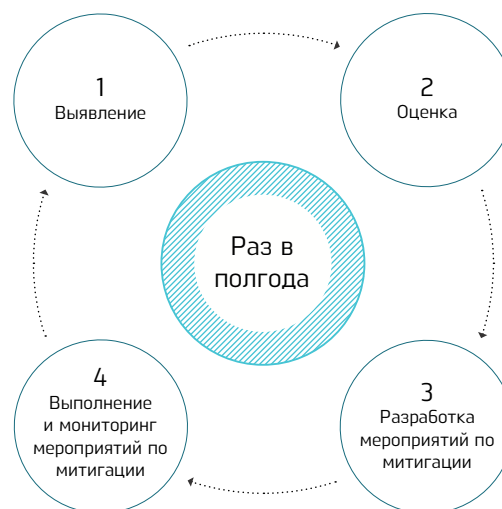 1
Выявление
2
Оценка
Раз в
полгода
3
Разработка
мероприятий по
митигации
4
Выполнение
и мониторинг
мероприятий по
митигации